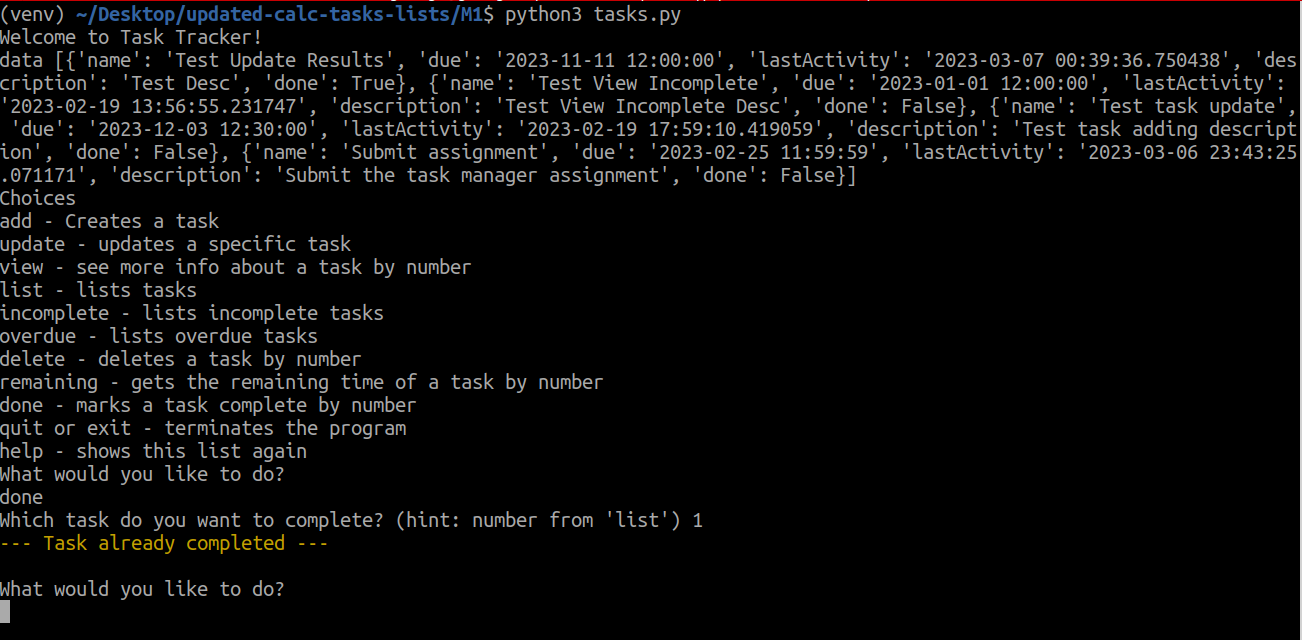 (venv) ~/Desktop/updated-calc-tasks-lists/M1$ python3 tasks.py
Welcome to Task Tracker!
data [{'name': 'Test Update Results', 'due': '2023-11-11 12:00:00', 'lastActivity': '2023-03-07 00:39:36.750438', 'des
cription': 'Test Desc', 'done': True}, {'name': 'Test View Incomplete', 'due': '2023-01-01 12:00:00', 'lastActivity':
'2023-02-19 13:56:55.231747', 'description': 'Test View Incomplete Desc', 'done': False}, {'name': 'Test task update',
 'due': '2023-12-03 12:30:00', 'lastActivity': '2023-02-19 17:59:10.419059', 'description': 'Test task adding descript
ion', 'done': False}, {'name': 'Submit assignment', 'due': '2023-02-25 11:59:59', 'lastActivity': '2023-03-06 23:43:25
.071171', 'description': 'Submit the task manager assignment', 'done': False}]
Choices
add - Creates a task
update - updates a specific task
view - see more info about a task by number
list - lists tasks
incomplete - lists incomplete tasks
overdue - lists overdue tasks
delete - deletes a task by number
remaining - gets the remaining time of a task by number
done - marks a task complete by number
quit or exit - terminates the program
help - shows this list again
What would you like to do?
done
Which task do you want to complete? (hint: number from 'list') 1
--- Task already completed ---
What would you like to do?